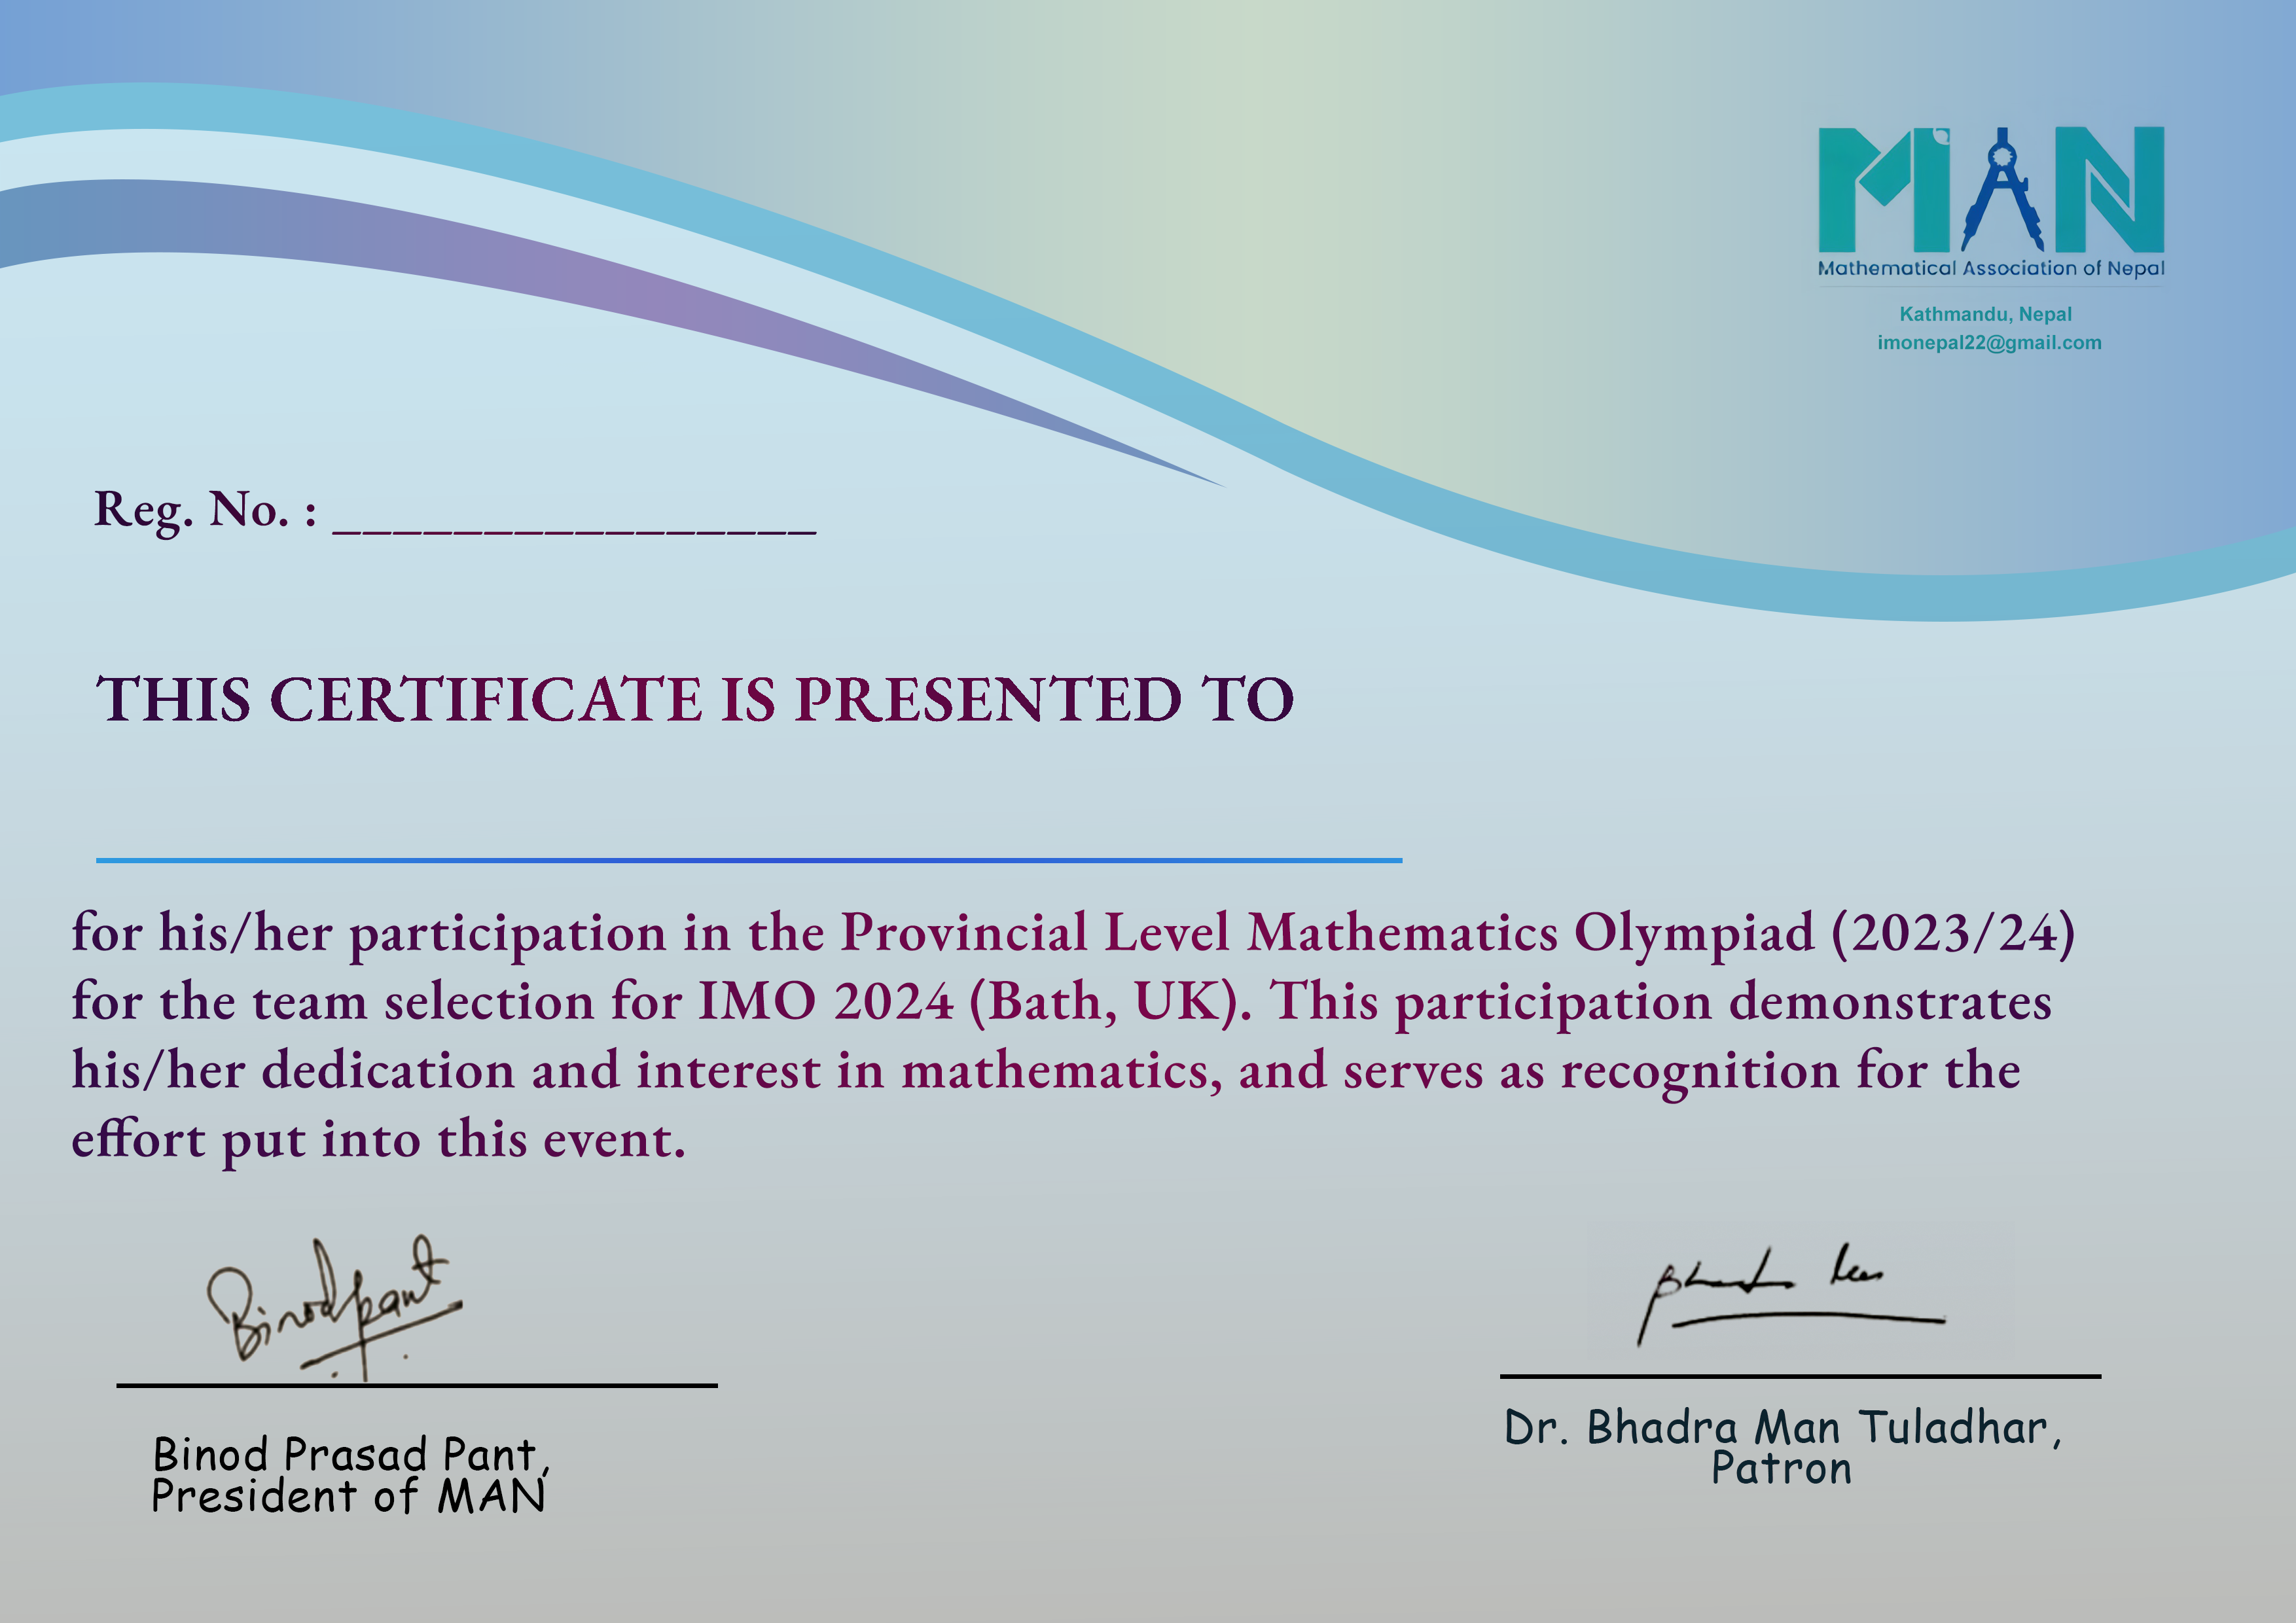 MAN
Mathematical Association of Nepal
Kathmandu, Nepal
imonepal22@gmail.com
Reg. No. : ________________
THIS CERTIFICATE IS PRESENTED TO
for his/her participation in the Provincial Level Mathematics Olympiad (2023/24)
for the team selection for IMO 2024 (Bath, UK). This participation demonstrates
his/her dedication and interest in mathematics, and serves as recognition for the
effort put into this event.
Binod pant
Binod Prasad Pant,
President of MAN
Dr. Bhadra Man Tuladhar,
Patron